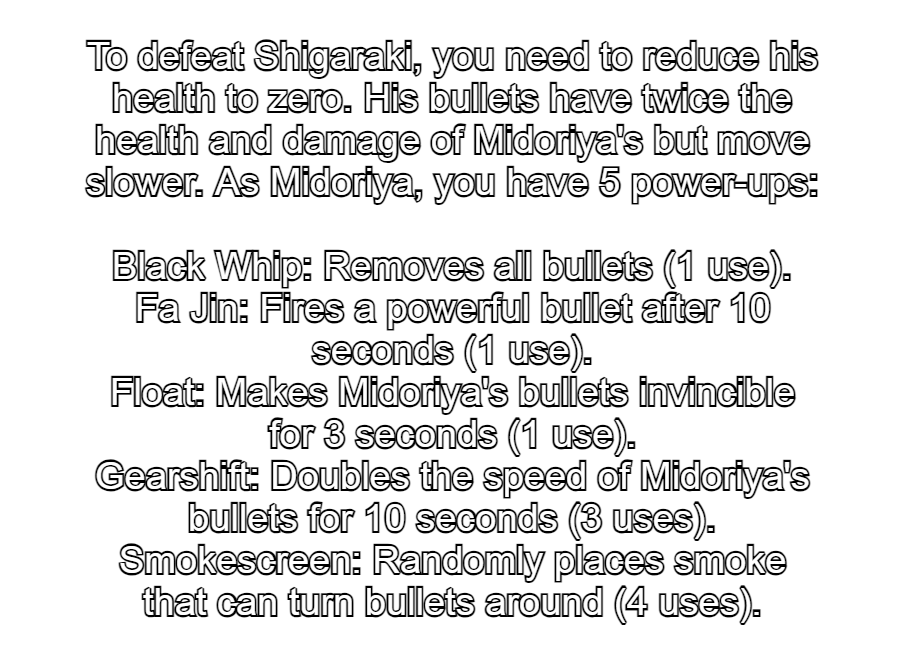 To defeat Shigaraki, you need to reduce his
health to zero. His bullets have twice the
health and damage of Midoriya's but move
slower. As Midoriya, you have 5 power-ups:
Black Whip: Removes all bullets (1 use).
Fa Jin: Fires a powerful bullet after 10
seconds (1 use).
Float: Makes Midoriya's bullets invincible
for 3 seconds (1 use).
Gearshift: Doubles the speed of Midoriya's
bullets for 10 seconds (3 uses).
Smokescreen: Randomly places smoke
that can turn bullets around (4 uses).